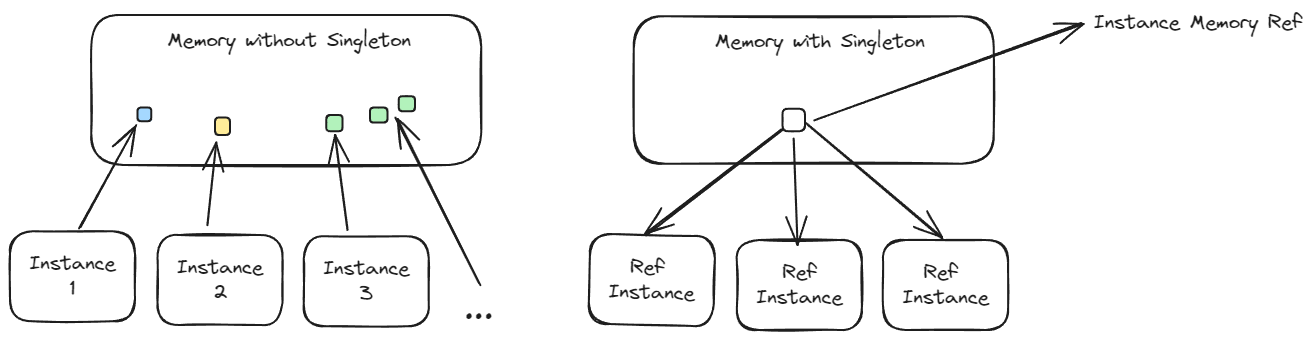 Memory without Singleton
Instance
1
Instance
2
Instance
3
...
Memory with Singleton
Instance Memory Ref
Ref
Instance
Ref
Instance
Ref
Instance